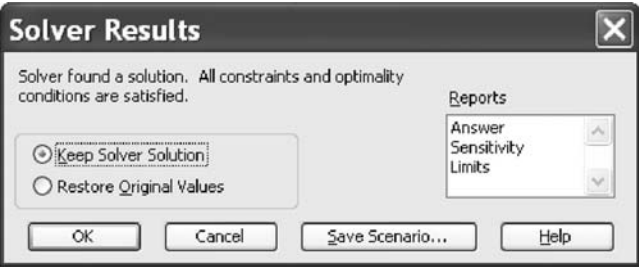 Solver Results
Solver found a solution. All constraints and optimality
conditions are satisfied.
Reports
Answer
Sensitivity
Limits
Keep Solver Solution
Restore Original Values
OK
Cancel
Save Scenario...
Help